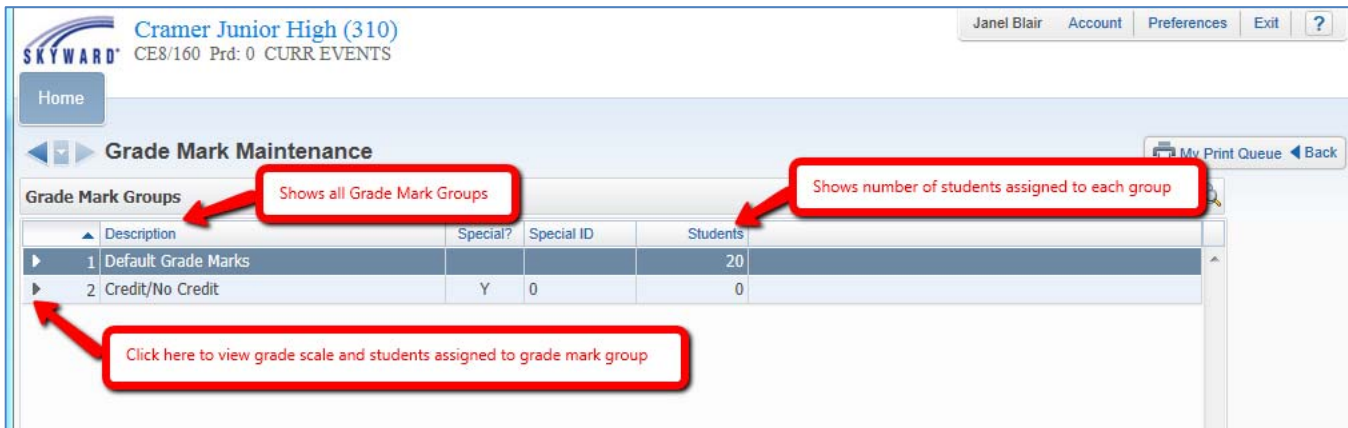 SKYWARD®
Cramer Junior High (310)
CE8/160 Prd: 0 CURR EVENTS
Janel Blair Account Preferences Exit ?
Home
Grade Mark Maintenance
My Print Queue Back
Grade Mark Groups
Shows all Grade Mark Groups
Shows number of students assigned to each group
Description Special? Special ID Students
1 Default Grade Marks 20
2 Credit/No Credit Y 0 0
Click here to view grade scale and students assigned to grade mark group